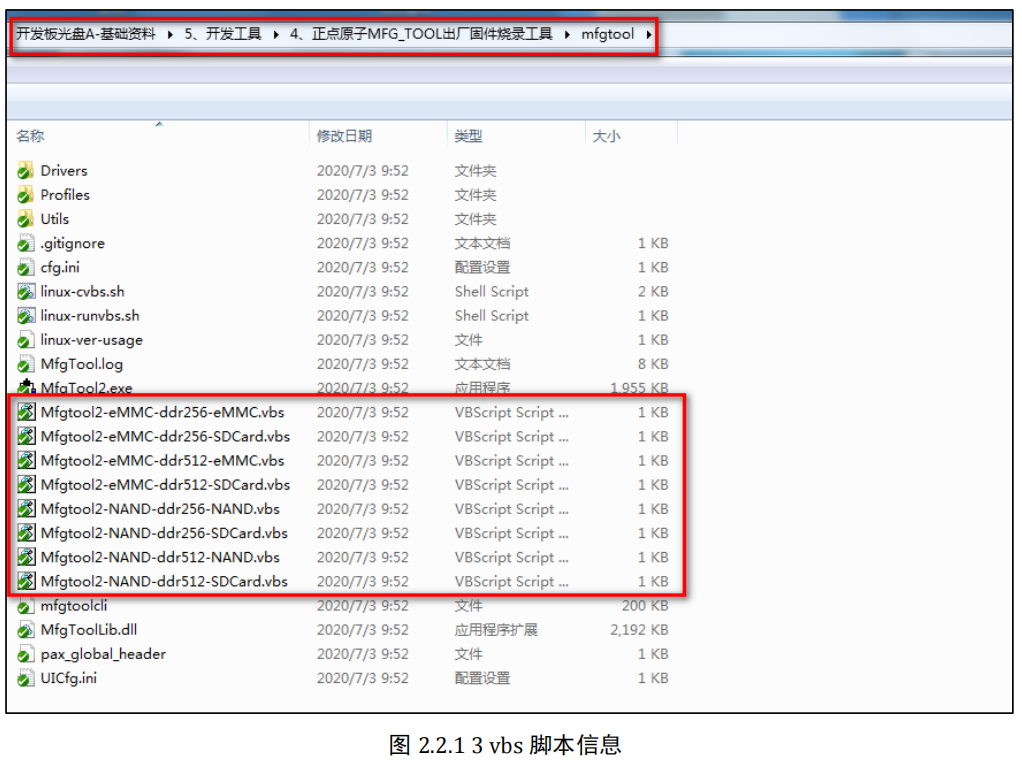 开发板光盘A-基础资料 ▸ 5、开发工具 ▸ 4、正点原子MFG_TOOL出厂固件烧录工具 ▸ mfgtool ▸
名称 修改日期 类型 大小
Drivers 2020/7/3 9:52 文件夹
Profiles 2020/7/3 9:52 文件夹
Utils 2020/7/3 9:52 文件夹
.gitignore 2020/7/3 9:52 文本文档 1 KB
cfg.ini 2020/7/3 9:52 配置设置 1 KB
linux-cvbs.sh 2020/7/3 9:52 Shell Script 2 KB
linux-runvbs.sh 2020/7/3 9:52 Shell Script 1 KB
linux-ver-usage 2020/7/3 9:52 文件 1 KB
MfgTool.log 2020/7/3 9:52 文本文档 8 KB
MfgTool2.exe 2020/7/3 9:52 应用程序 1,955 KB
Mfgtool2-eMMC-ddr256-eMMC.vbs 2020/7/3 9:52 VBScript Script ... 1 KB
Mfgtool2-eMMC-ddr256-SDCard.vbs 2020/7/3 9:52 VBScript Script ... 1 KB
Mfgtool2-eMMC-ddr512-eMMC.vbs 2020/7/3 9:52 VBScript Script ... 1 KB
Mfgtool2-eMMC-ddr512-SDCard.vbs 2020/7/3 9:52 VBScript Script ... 1 KB
Mfgtool2-NAND-ddr256-NAND.vbs 2020/7/3 9:52 VBScript Script ... 1 KB
Mfgtool2-NAND-ddr256-SDCard.vbs 2020/7/3 9:52 VBScript Script ... 1 KB
Mfgtool2-NAND-ddr512-NAND.vbs 2020/7/3 9:52 VBScript Script ... 1 KB
Mfgtool2-NAND-ddr512-SDCard.vbs 2020/7/3 9:52 VBScript Script ... 1 KB
mfgtoolcli 2020/7/3 9:52 文件 200 KB
MfgToolLib.dll 2020/7/3 9:52 应用程序扩展 2,192 KB
pax_global_header 2020/7/3 9:52 文件 1 KB
UICfg.ini 2020/7/3 9:52 配置设置 1 KB
图 2.2.1 3 vbs 脚本信息